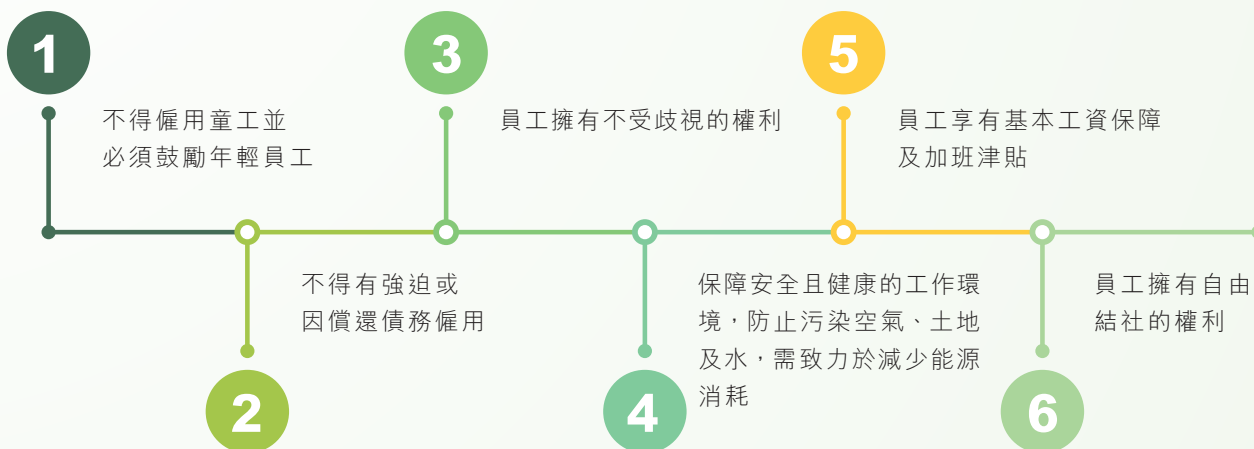 1
不得僱用童工並
必須鼓勵年輕員工
2
不得有強迫或
因償還債務僱用
3
員工擁有不受歧視的權利
4
保障安全且健康的工作環
境，防止污染空氣、土地
及水，需致力於減少能源
消耗
5
員工享有基本工資保障
及加班津貼
6
員工擁有自由
結社的權利